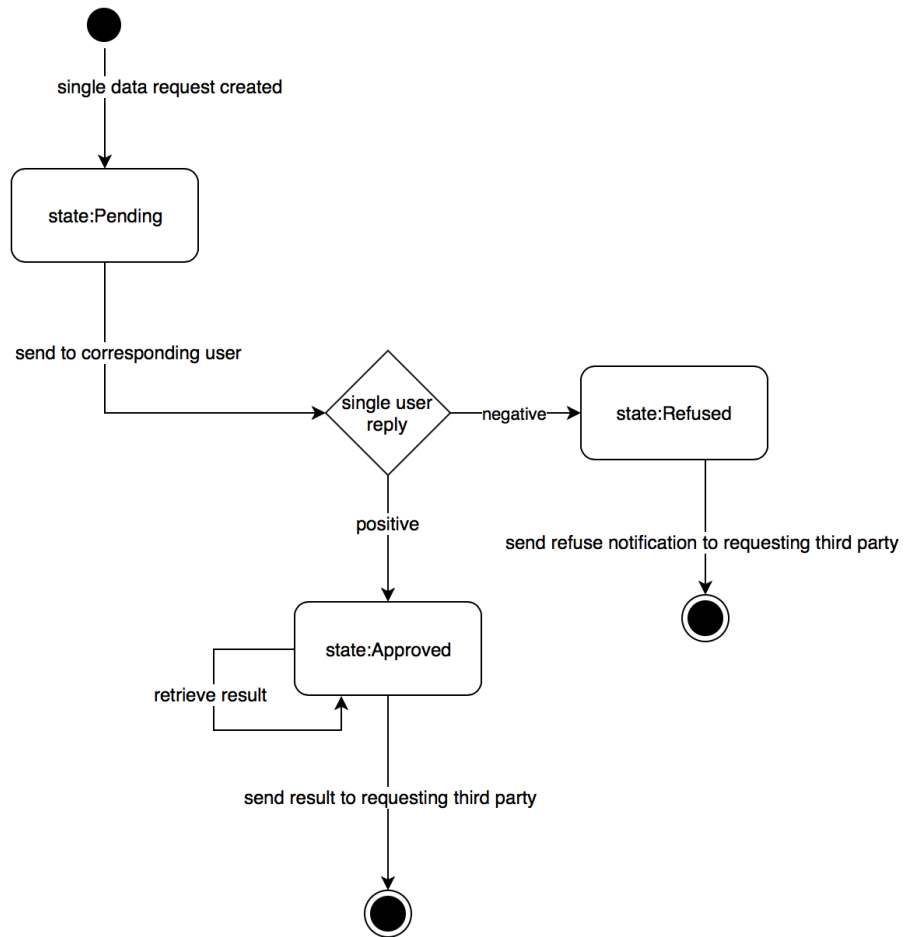 single data request created
state:Pending
send to corresponding user
single user
reply
negative
state:Refused
positive
send refuse notification to requesting third party
state:Approved
retrieve result
send result to requesting third party